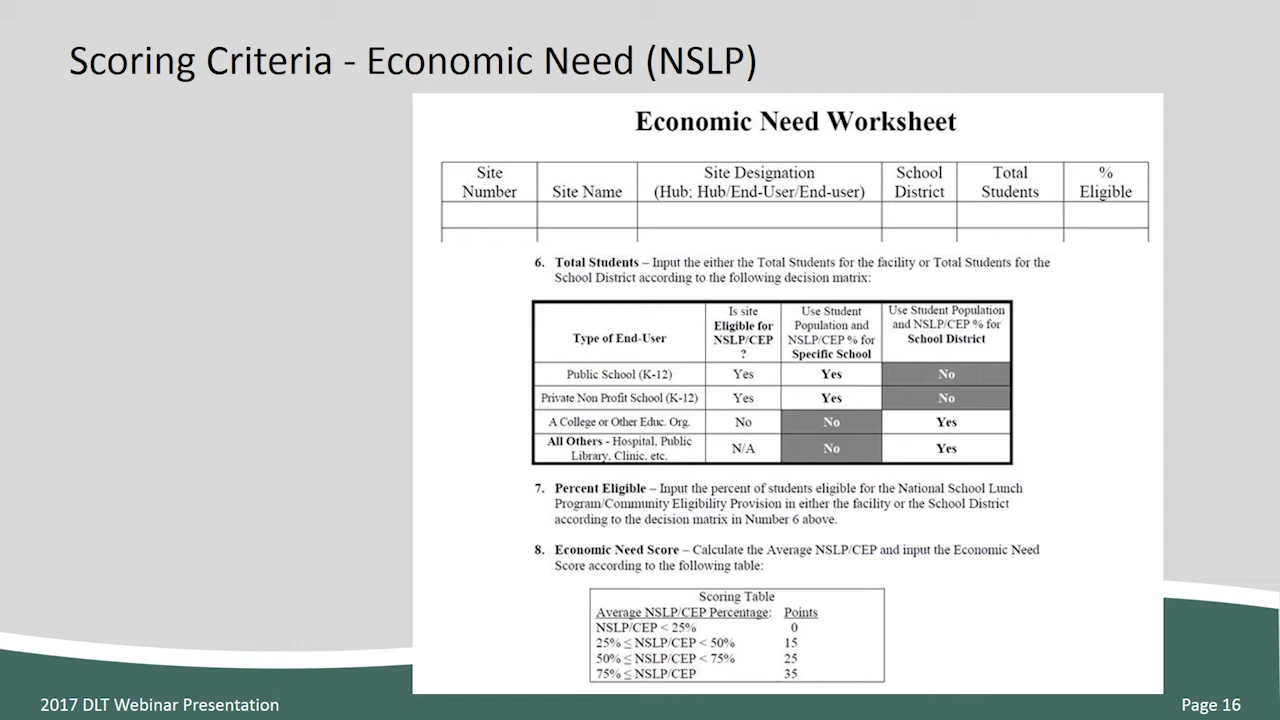 Scoring Criteria - Economic Need (NSLP)
Economic Need Worksheet
Site Number
Site Name
Site Designation (Hub; Hub/End-User/End-user)
School District
Total Students
% Eligible
6. Total Students – Input the either the Total Students for the facility or Total Students for the
School District according to the following decision matrix:
Type of End-User
Is site Eligible for NSLP/CEP ?
Use Student Population and NSLP/CEP % for Specific School
Use Student Population and NSLP/CEP % for School District
Public School (K-12) Yes Yes No
Private Non Profit School (K-12) Yes Yes No
A College or Other Educ. Org. No No Yes
All Others - Hospital, Public Library, Clinic, etc. N/A No Yes
7. Percent Eligible – Input the percent of students eligible for the National School Lunch
Program/Community Eligibility Provision in either the facility or the School District
according to the decision matrix in Number 6 above.
8. Economic Need Score – Calculate the Average NSLP/CEP and input the Economic Need
Score according to the following table:
Scoring Table
Average NSLP/CEP Percentage: Points
NSLP/CEP < 25% 0
25% ≤ NSLP/CEP < 50% 15
50% ≤ NSLP/CEP < 75% 25
75% ≤ NSLP/CEP 35
2017 DLT Webinar Presentation
Page 16